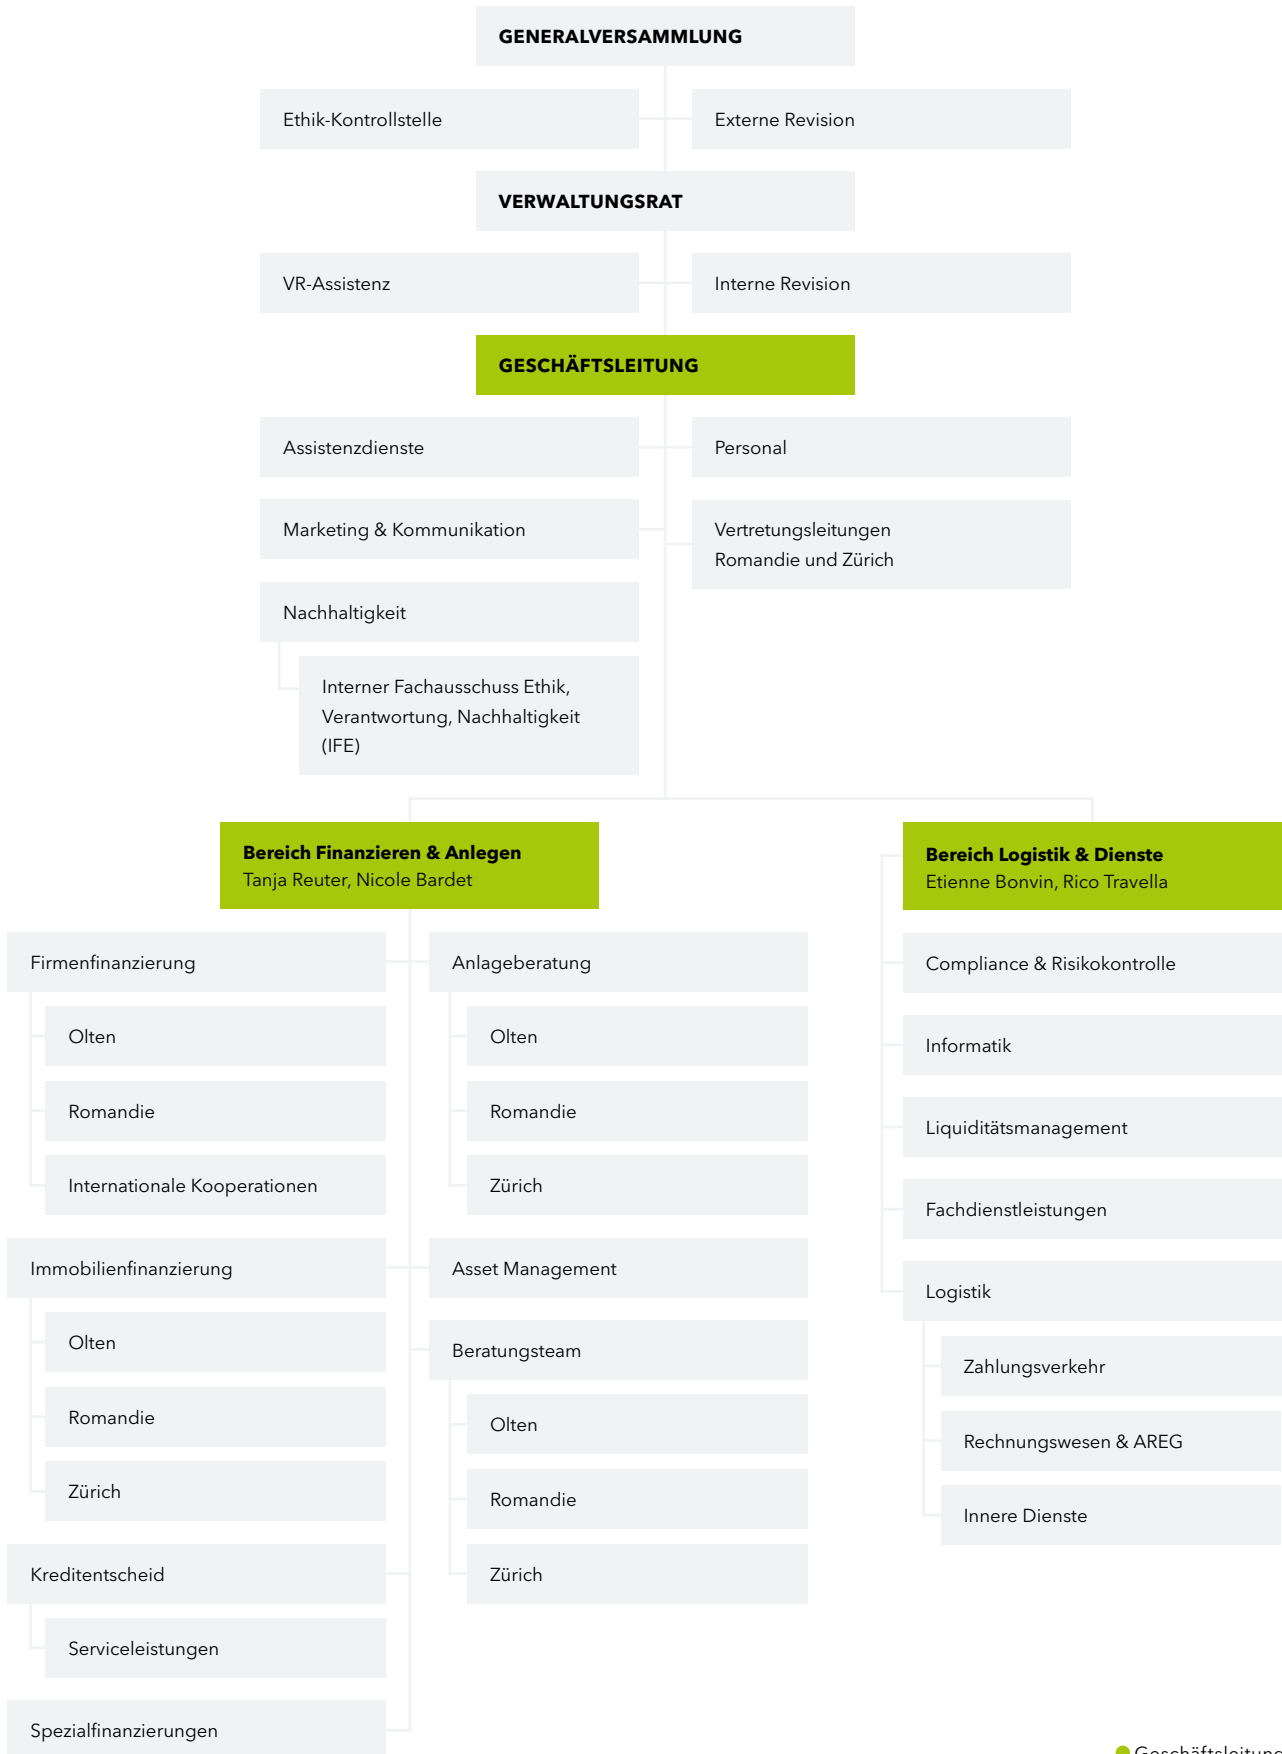 GENERALVERSAMMLUNG
Ethik-Kontrollstelle
Externe Revision
VERWALTUNGSRAT
VR-Assistenz
Interne Revision
GESCHÄFTSLEITUNG
Assistenzdienste
Personal
Marketing & Kommunikation
Vertretungsleitungen
Romandie und Zürich
Nachhaltigkeit
Interner Fachausschuss Ethik,
Verantwortung, Nachhaltigkeit
(IFE)
Bereich Finanzieren & Anlegen
Tanja Reuter, Nicole Bardet
Firmenfinanzierung
Olten
Romandie
Internationale Kooperationen
Immobilienfinanzierung
Olten
Romandie
Zürich
Kreditentscheid
Serviceleistungen
Spezialfinanzierungen
Anlageberatung
Olten
Romandie
Zürich
Asset Management
Beratungsteam
Olten
Romandie
Zürich
Bereich Logistik & Dienste
Etienne Bonvin, Rico Travella
Compliance & Risikokontrolle
Informatik
Liquiditätsmanagement
Fachdienstleistungen
Logistik
Zahlungsverkehr
Rechnungswesen & AREG
Innere Dienste
Geschäftsleitung